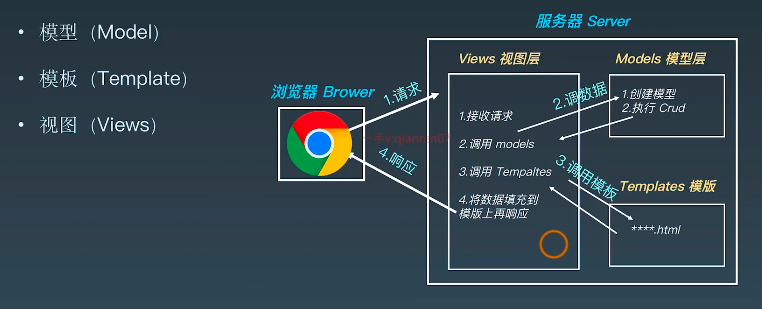 • 模型（Model）
• 模板（Template）
• 视图（Views）
浏览器 Brower
1.请求
4.响应
服务器 Server
Views 视图层
1.接收请求
2.调用 models
3.调用 Tempaltes
4.将数据填充到
模版上再响应
2.调数据
3.调用模板
Models 模型层
1.创建模型
2.执行 Crud
Templates 模版
****.html